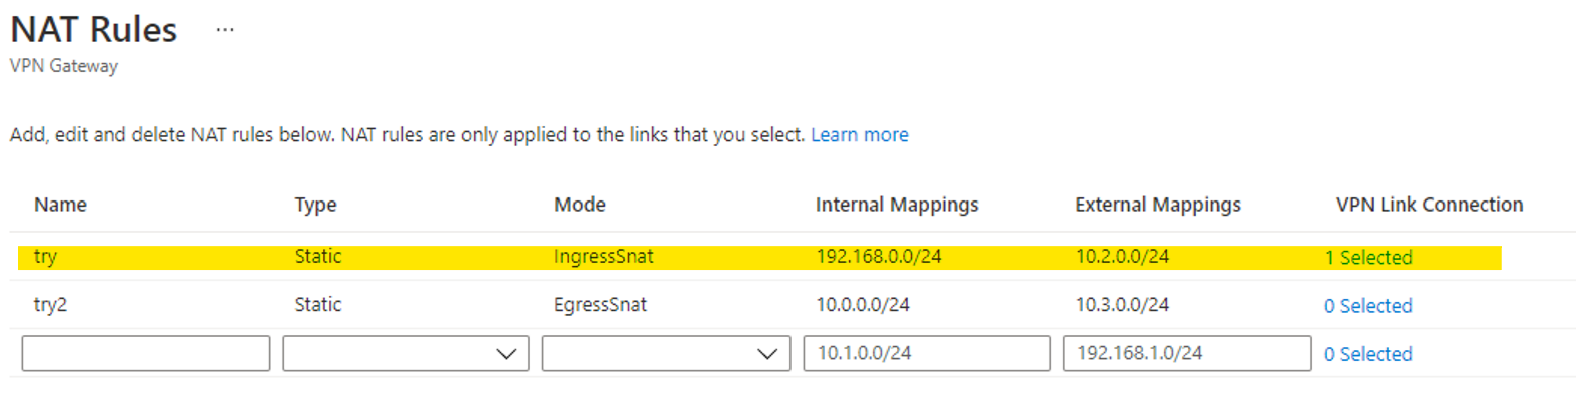 NAT Rules ...
VPN Gateway
Add, edit and delete NAT rules below. NAT rules are only applied to the links that you select. Learn more
Name Type Mode Internal Mappings External Mappings VPN Link Connection
try Static IngressSnat 192.168.0.0/24 10.2.0.0/24 1 Selected
try2 Static EgressSnat 10.0.0.0/24 10.3.0.0/24 0 Selected
10.1.0.0/24 192.168.1.0/24 0 Selected